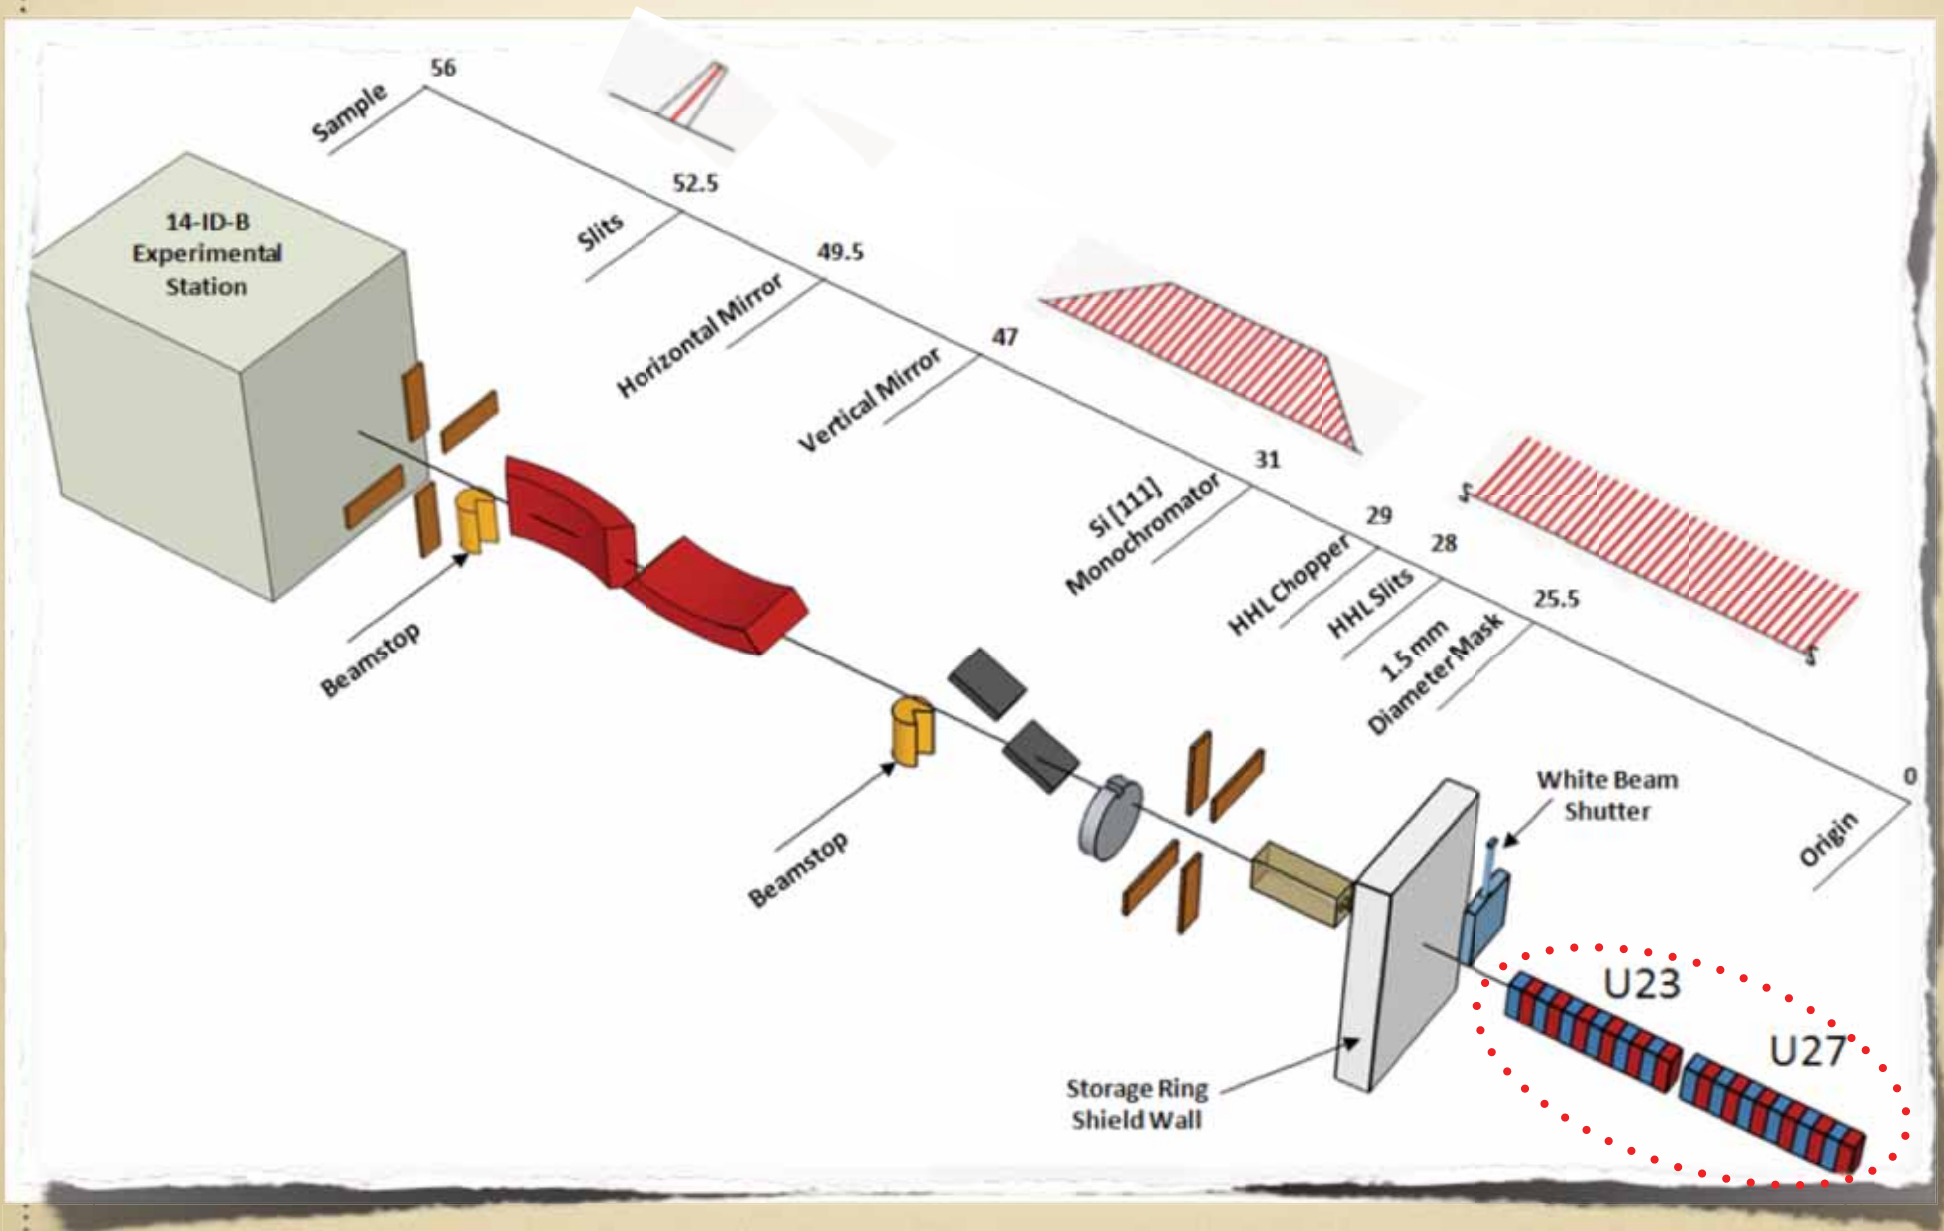 56
Sample
52.5
Slits
49.5
Horizontal Mirror
47
Vertical Mirror
31
Si [111]
Monochromator
29
HHL Chopper
28
HHL Slits
25.5
1.5 mm
Diameter Mask
0
Origin
14-ID-B
Experimental
Station
Beamstop
Beamstop
White Beam
Shutter
Storage Ring
Shield Wall
U23
U27